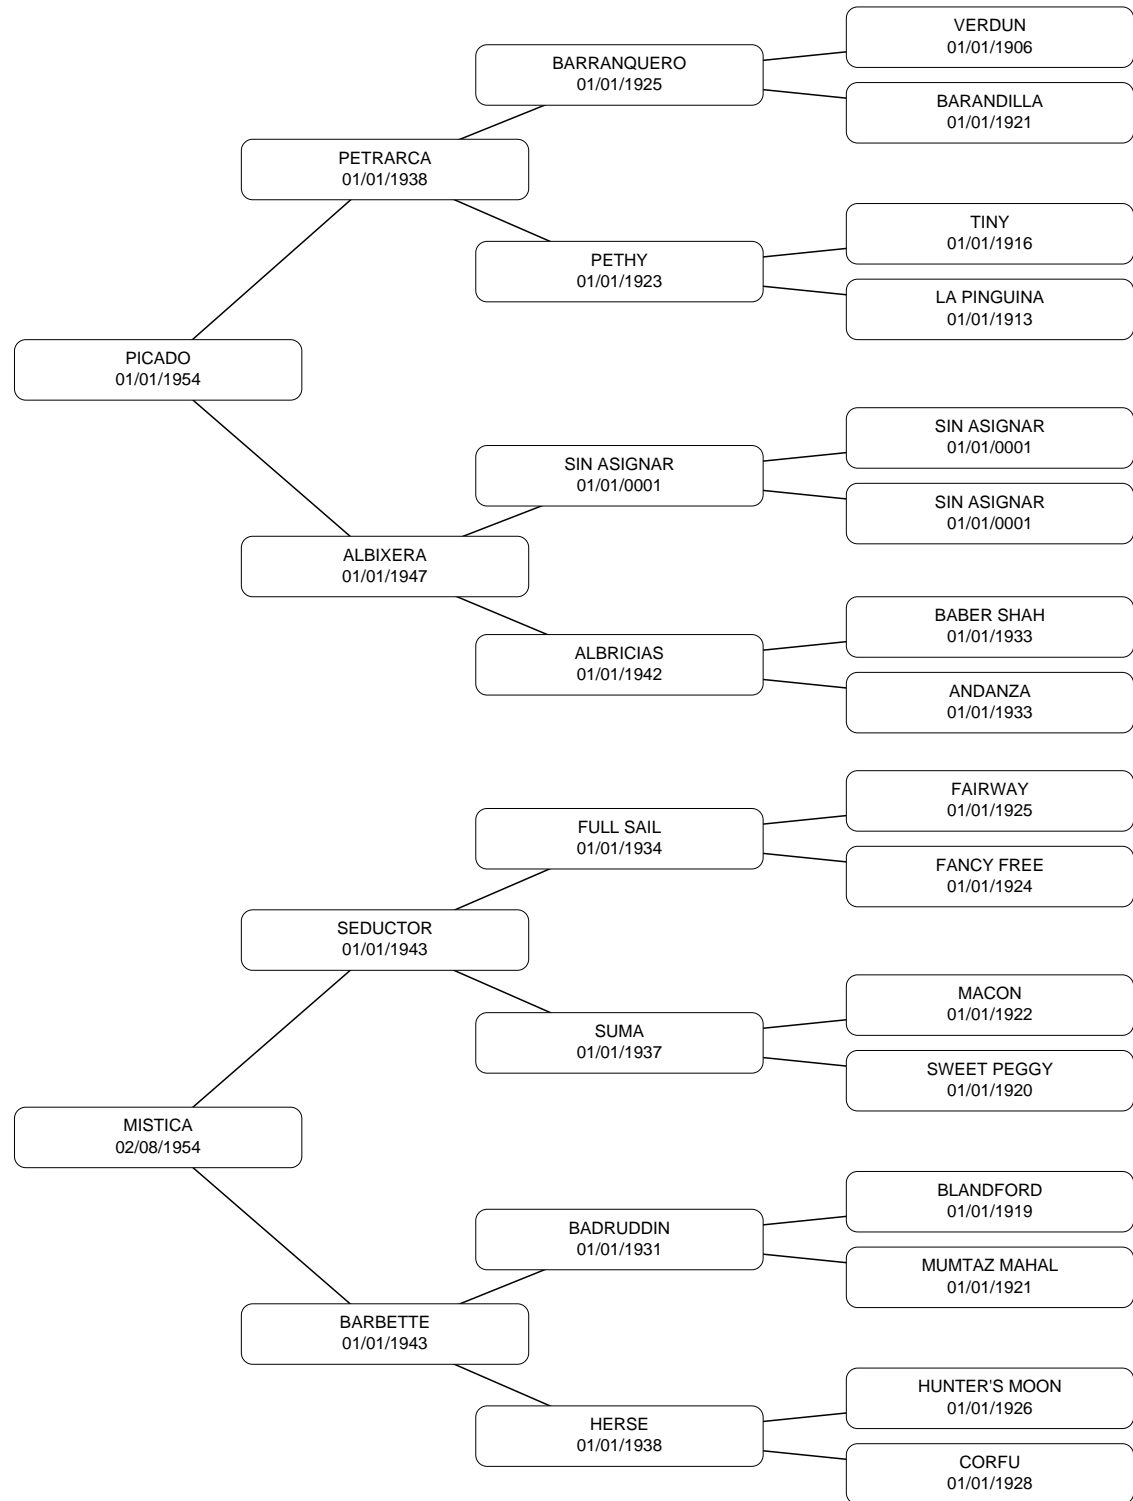 VERDUN
01/01/1906
BARRANQUERO
01/01/1925
BARANDILLA
01/01/1921
PETRARCA
01/01/1938
TINY
01/01/1916
PETHY
01/01/1923
LA PINGUINA
01/01/1913
PICADO
01/01/1954
SIN ASIGNAR
01/01/0001
SIN ASIGNAR
01/01/0001
SIN ASIGNAR
01/01/0001
ALBIXERA
01/01/1947
BABER SHAH
01/01/1933
ALBRICIAS
01/01/1942
ANDANZA
01/01/1933
FAIRWAY
01/01/1925
FULL SAIL
01/01/1934
FANCY FREE
01/01/1924
SEDUCTOR
01/01/1943
MACON
01/01/1922
SUMA
01/01/1937
SWEET PEGGY
01/01/1920
MISTICA
02/08/1954
BLANDFORD
01/01/1919
BADRUDDIN
01/01/1931
MUMTAZ MAHAL
01/01/1921
BARBETTE
01/01/1943
HUNTER'S MOON
01/01/1926
HERSE
01/01/1938
CORFU
01/01/1928